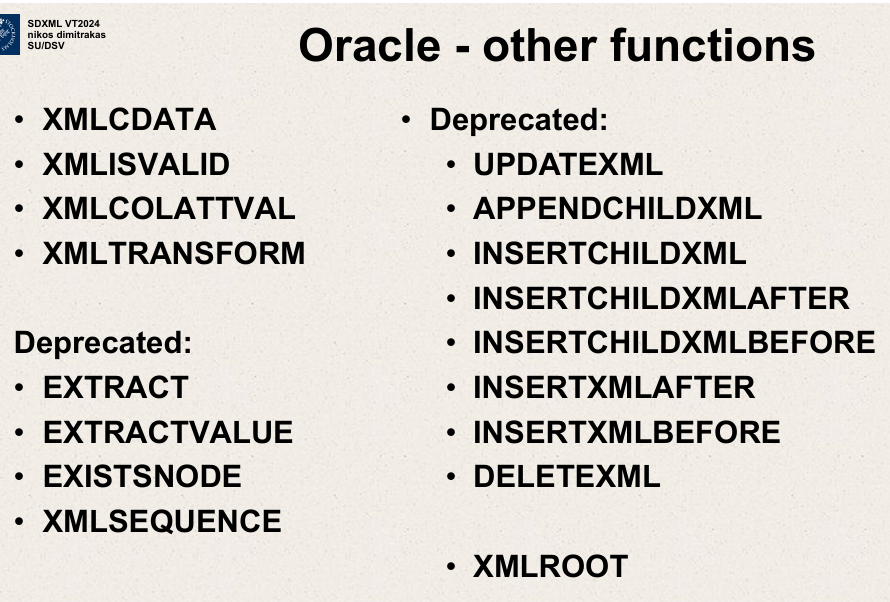 SDXML VT2024
nikos dimitrakas
SU/DSV
Oracle - other functions
• XMLCDATA
• XMLISVALID
• XMLCOLATTVAL
• XMLTRANSFORM
Deprecated:
• EXTRACT
• EXTRACTVALUE
• EXISTSNODE
• XMLSEQUENCE
• Deprecated:
• UPDATEXML
• APPENDCHILDXML
• INSERTCHILDXML
• INSERTCHILDXMLAFTER
• INSERTCHILDXMLBEFORE
• INSERTXMLAFTER
• INSERTXMLBEFORE
• DELETEXML
• XMLROOT